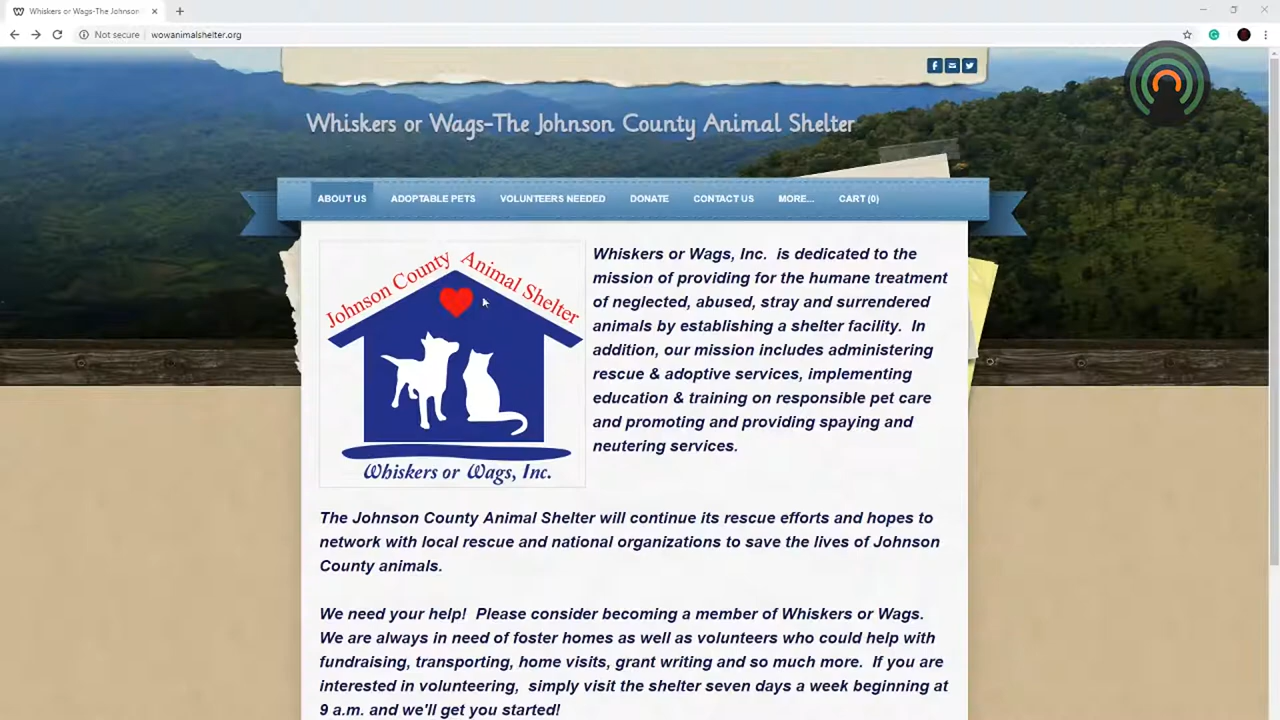 Whiskers or Wags-The Johnson
Not secure
wowanimalshelter.org
Whiskers or Wags-The Johnson County Animal Shelter
ABOUT US ADOPTABLE PETS VOLUNTEERS NEEDED DONATE CONTACT US MORE... CART (0)
Johnson County Animal Shelter
Whiskers or Wags, Inc.
Whiskers or Wags, Inc. is dedicated to the
mission of providing for the humane treatment
of neglected, abused, stray and surrendered
animals by establishing a shelter facility. In
addition, our mission includes administering
rescue & adoptive services, implementing
education & training on responsible pet care
and promoting and providing spaying and
neutering services.
The Johnson County Animal Shelter will continue its rescue efforts and hopes to
network with local rescue and national organizations to save the lives of Johnson
County animals.
We need your help! Please consider becoming a member of Whiskers or Wags.
We are always in need of foster homes as well as volunteers who could help with
fundraising, transporting, home visits, grant writing and so much more. If you are
interested in volunteering, simply visit the shelter seven days a week beginning at
9 a.m. and we'll get you started!